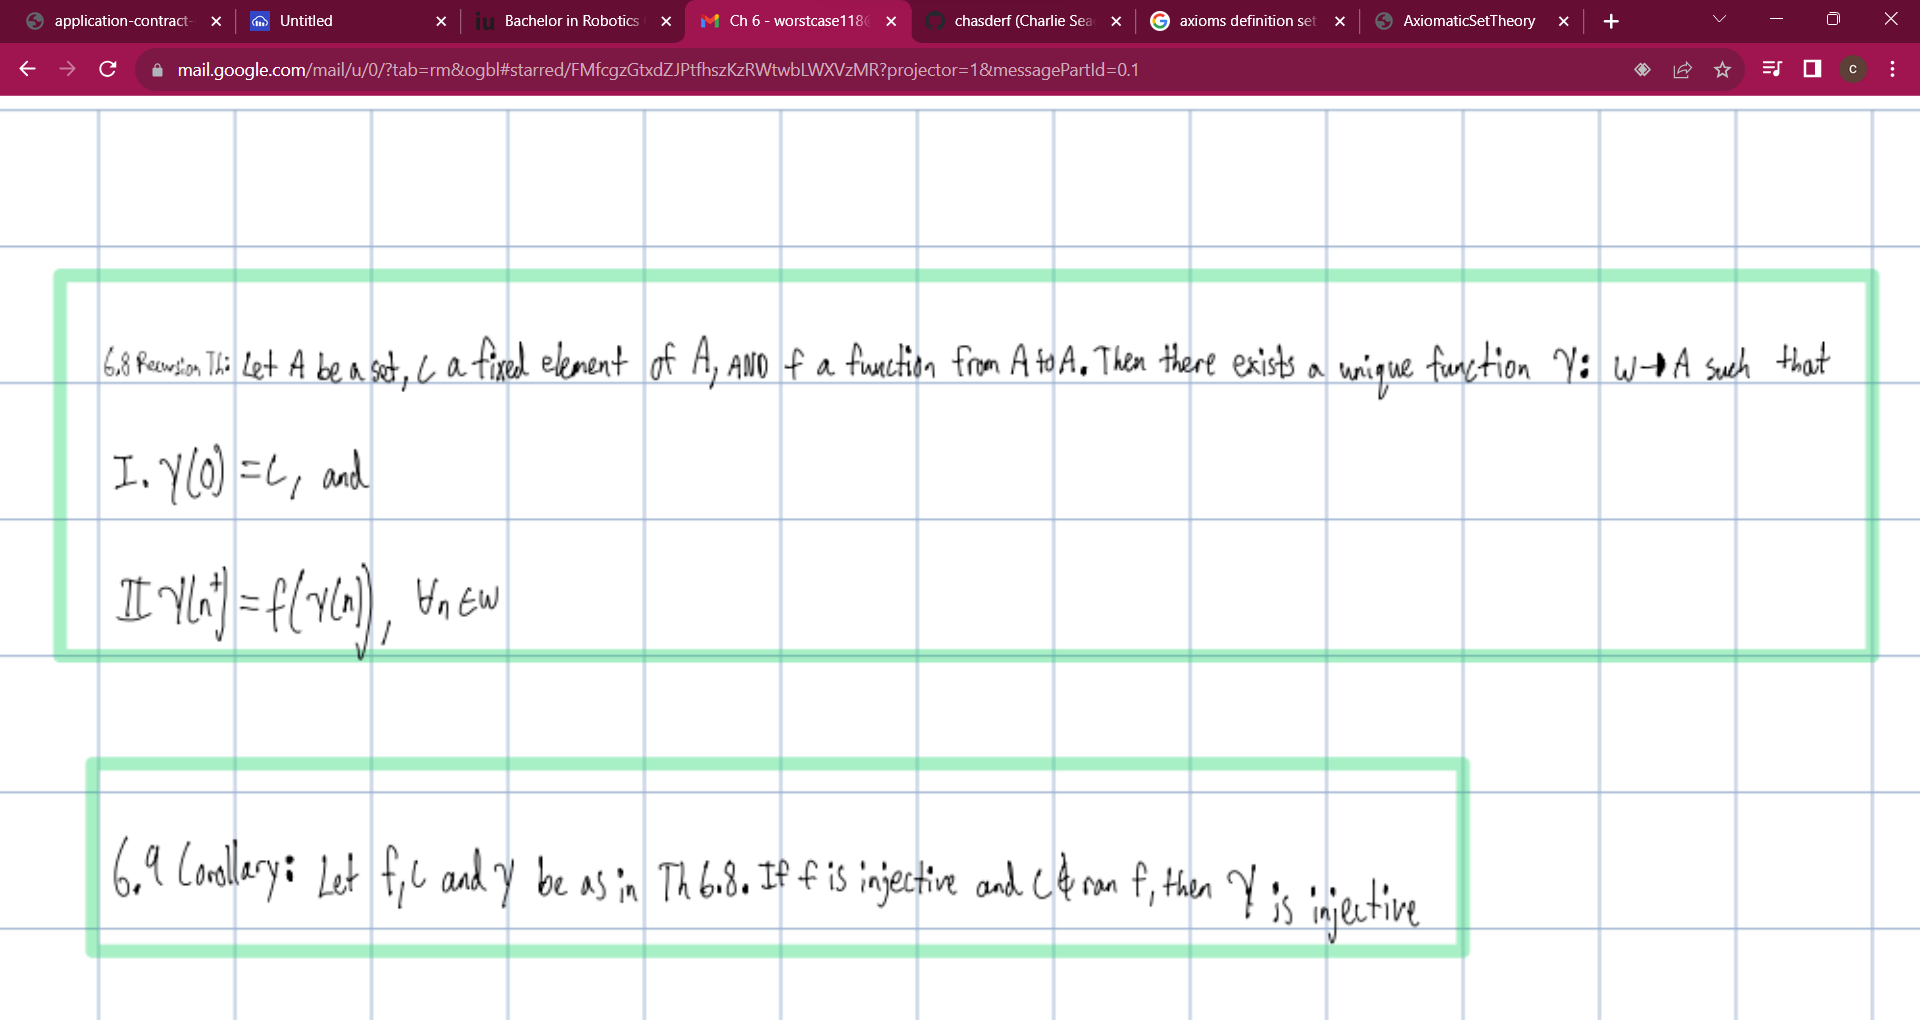 application-contract-
Untitled
Bachelor in Robotics
Ch 6 - worstcase118
chasderf (Charlie Sea
axioms definition set
AxiomaticSetTheory
mail.google.com/mail/u/0/?tab=rm&ogbl#starred/FMfcgzGtxdZJPtfhszKzRWtwbLWXVzMR?projector=1&messagePartId=0.1
6.8 Recursion Th: Let A be a set, c a fixed element of A, AND f a function from A to A. Then there exists a unique function γ: ω→A such that
I. γ(0) = c, and
II γ(n⁺) = f(γ(n)), ∀n∈ω
6.9 Corollary: Let f, c and γ be as in Th 6.8. If f is injective and c ∉ ran f, then γ is injective